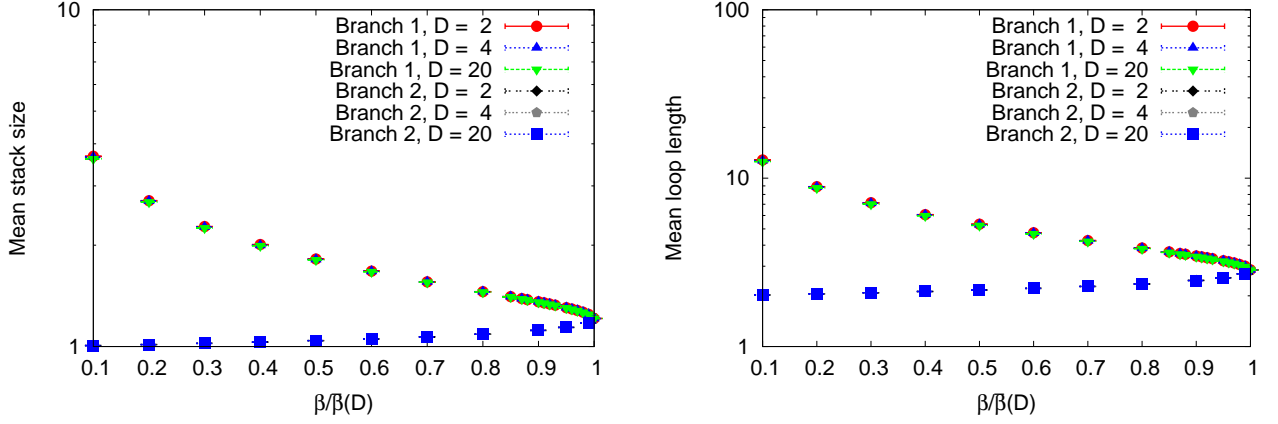 10
1
Mean stack size
Branch 1, D = 2
Branch 1, D = 4
Branch 1, D = 20
Branch 2, D = 2
Branch 2, D = 4
Branch 2, D = 20
0.1 0.2 0.3 0.4 0.5 0.6 0.7 0.8 0.9 1
β/β̄(D)
100
10
1
Mean loop length
Branch 1, D = 2
Branch 1, D = 4
Branch 1, D = 20
Branch 2, D = 2
Branch 2, D = 4
Branch 2, D = 20
0.1 0.2 0.3 0.4 0.5 0.6 0.7 0.8 0.9 1
β/β̄(D)